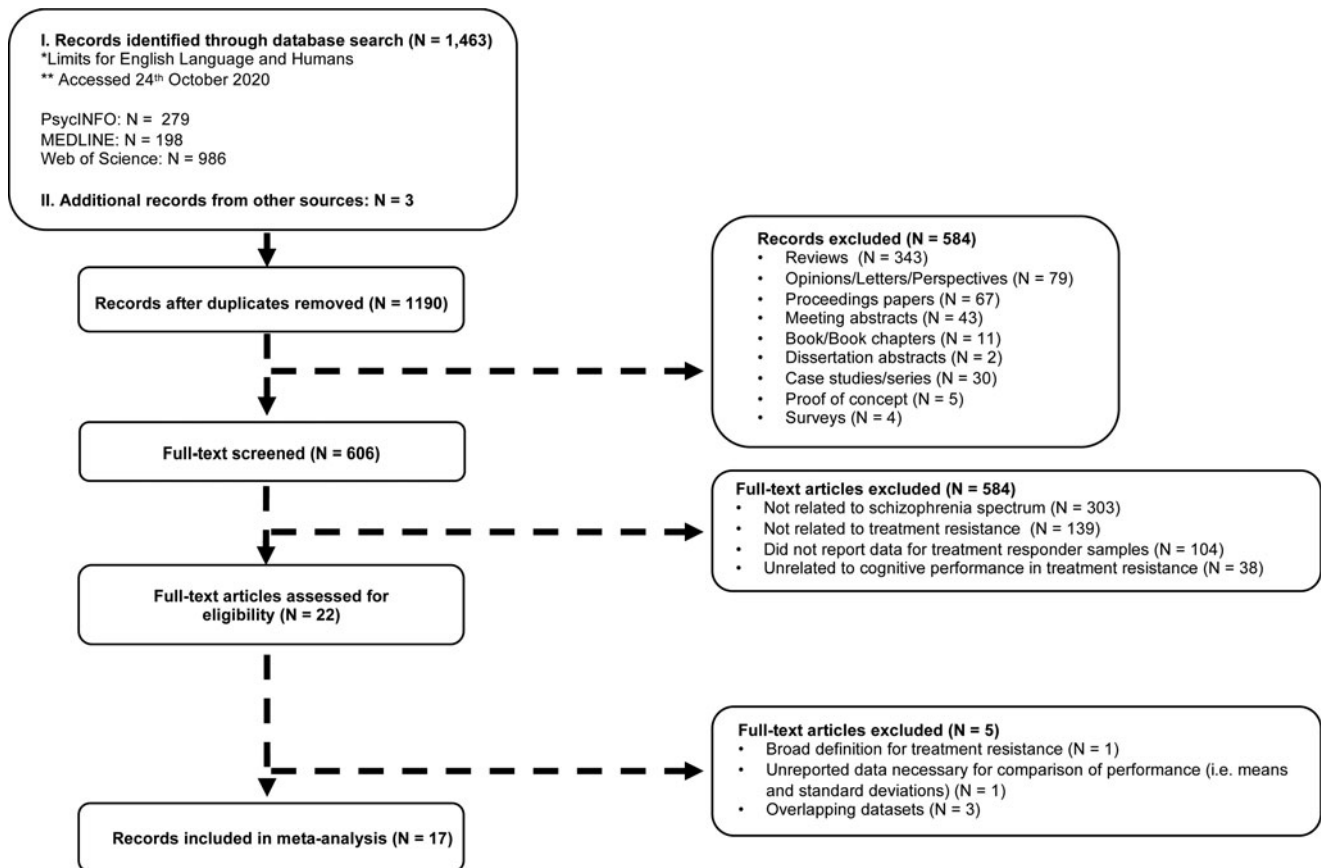 I. Records identified through database search (N = 1,463)
*Limits for English Language and Humans
** Accessed 24th October 2020
PsycINFO: N =  279
MEDLINE: N = 198
Web of Science: N = 986
II. Additional records from other sources: N = 3
Records after duplicates removed (N = 1190)
Records excluded (N = 584)
• Reviews  (N = 343)
• Opinions/Letters/Perspectives (N = 79)
• Proceedings papers (N = 67)
• Meeting abstracts (N = 43)
• Book/Book chapters (N = 11)
• Dissertation abstracts (N = 2)
• Case studies/series (N = 30)
• Proof of concept (N = 5)
• Surveys (N = 4)
Full-text screened (N = 606)
Full-text articles excluded (N = 584)
• Not related to schizophrenia spectrum (N = 303)
• Not related to treatment resistance  (N = 139)
• Did not report data for treatment responder samples (N = 104)
• Unrelated to cognitive performance in treatment resistance (N = 38)
Full-text articles assessed for
eligibility (N = 22)
Full-text articles excluded (N = 5)
• Broad definition for treatment resistance (N = 1)
• Unreported data necessary for comparison of performance (i.e. means
and standard deviations) (N = 1)
• Overlapping datasets (N = 3)
Records included in meta-analysis (N = 17)